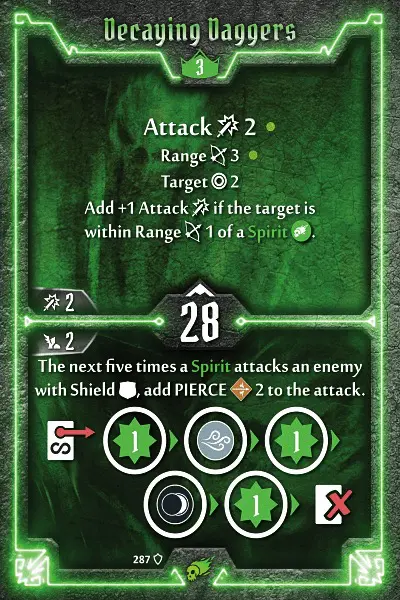 Decaying Daggers
3
Attack 2
Range 3
Target 2
Add +1 Attack if the target is
within Range 1 of a Spirit.
2
28
2
The next five times a Spirit attacks an enemy
with Shield, add PIERCE 2 to the attack.
1 1
1
287